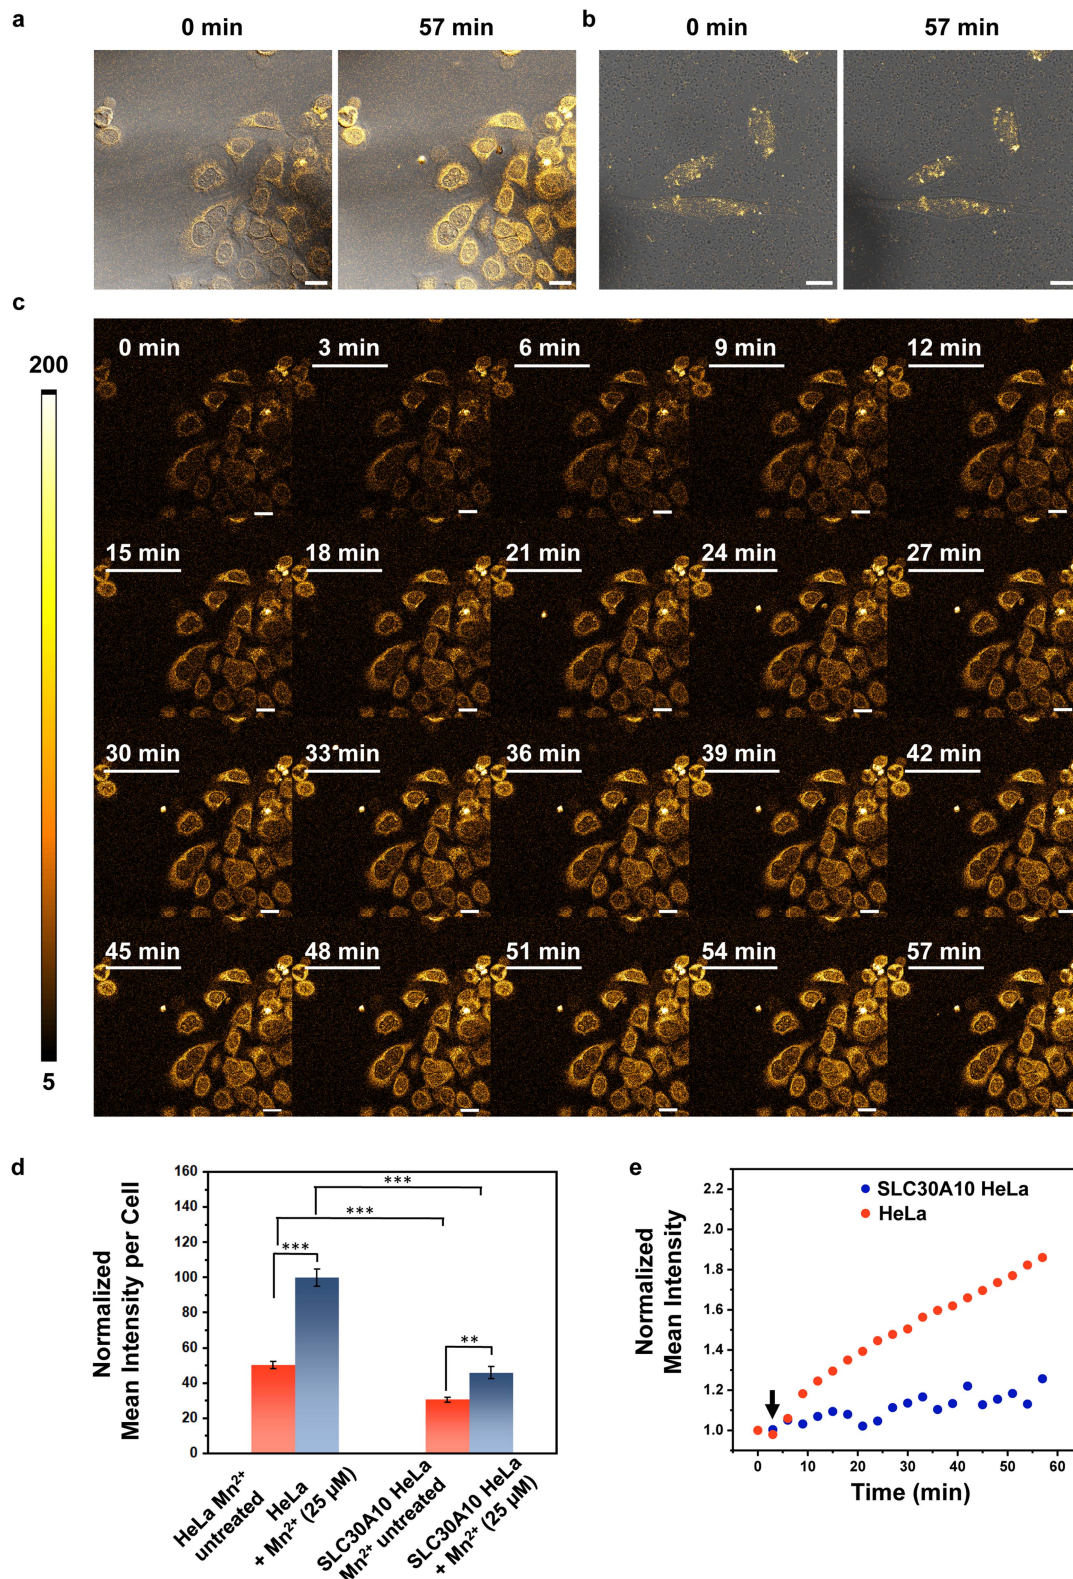 a
0 min
57 min
b
0 min
57 min
c
200
5
0 min
3 min
6 min
9 min
12 min
15 min
18 min
21 min
24 min
27 min
30 min
33 min
36 min
39 min
42 min
45 min
48 min
51 min
54 min
57 min
d
Normalized
Mean Intensity per Cell
160
140
120
100
80
60
40
20
0
***
***
***
**
HeLa Mn²⁺
untreated
HeLa
+ Mn²⁺ (25 µM)
SLC30A10 HeLa
Mn²⁺ untreated
SLC30A10 HeLa
+ Mn²⁺ (25 µM)
e
Normalized
Mean Intensity
2.2
2.0
1.8
1.6
1.4
1.2
1.0
SLC30A10 HeLa
HeLa
0
10
20
30
40
50
60
Time (min)